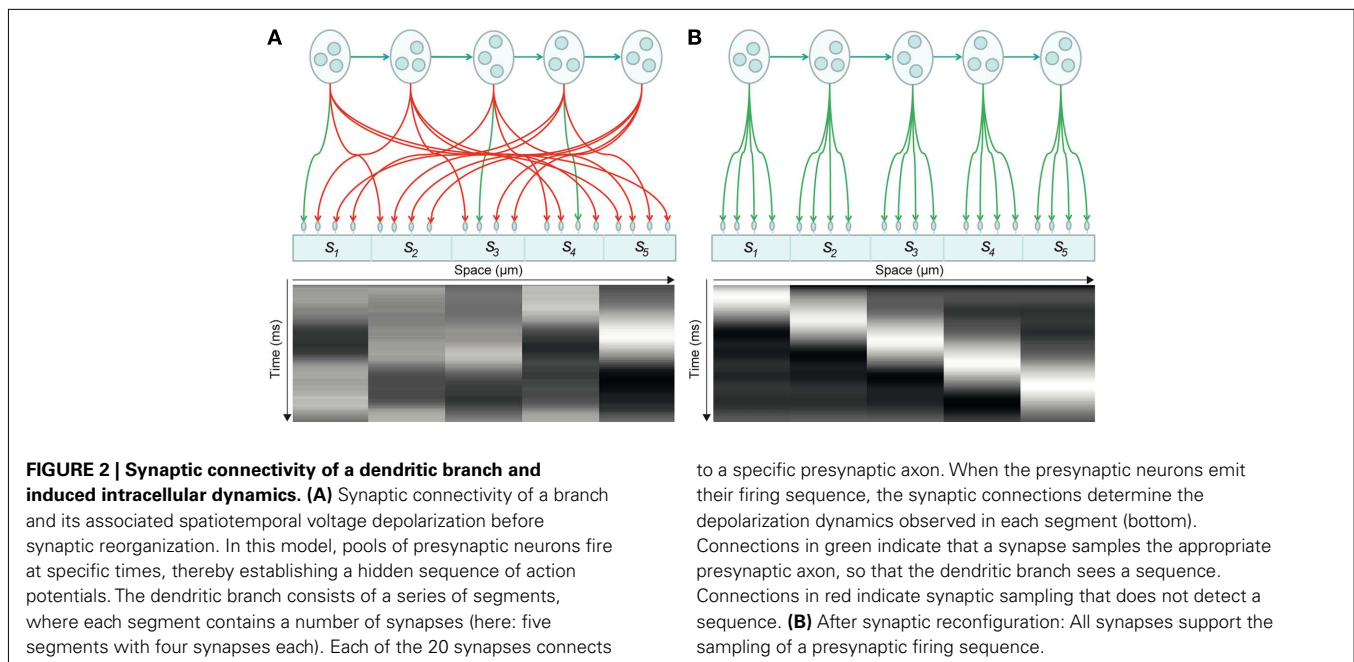 A
B
S1
S2
S3
S4
S5
S1
S2
S3
S4
S5
Space (µm)
Space (µm)
Time (ms)
Time (ms)
FIGURE 2 | Synaptic connectivity of a dendritic branch and
induced intracellular dynamics. (A) Synaptic connectivity of a branch
and its associated spatiotemporal voltage depolarization before
synaptic reorganization. In this model, pools of presynaptic neurons fire
at specific times, thereby establishing a hidden sequence of action
potentials. The dendritic branch consists of a series of segments,
where each segment contains a number of synapses (here: five
segments with four synapses each). Each of the 20 synapses connects
to a specific presynaptic axon. When the presynaptic neurons emit
their firing sequence, the synaptic connections determine the
depolarization dynamics observed in each segment (bottom).
Connections in green indicate that a synapse samples the appropriate
presynaptic axon, so that the dendritic branch sees a sequence.
Connections in red indicate synaptic sampling that does not detect a
sequence. (B) After synaptic reconfiguration: All synapses support the
sampling of a presynaptic firing sequence.